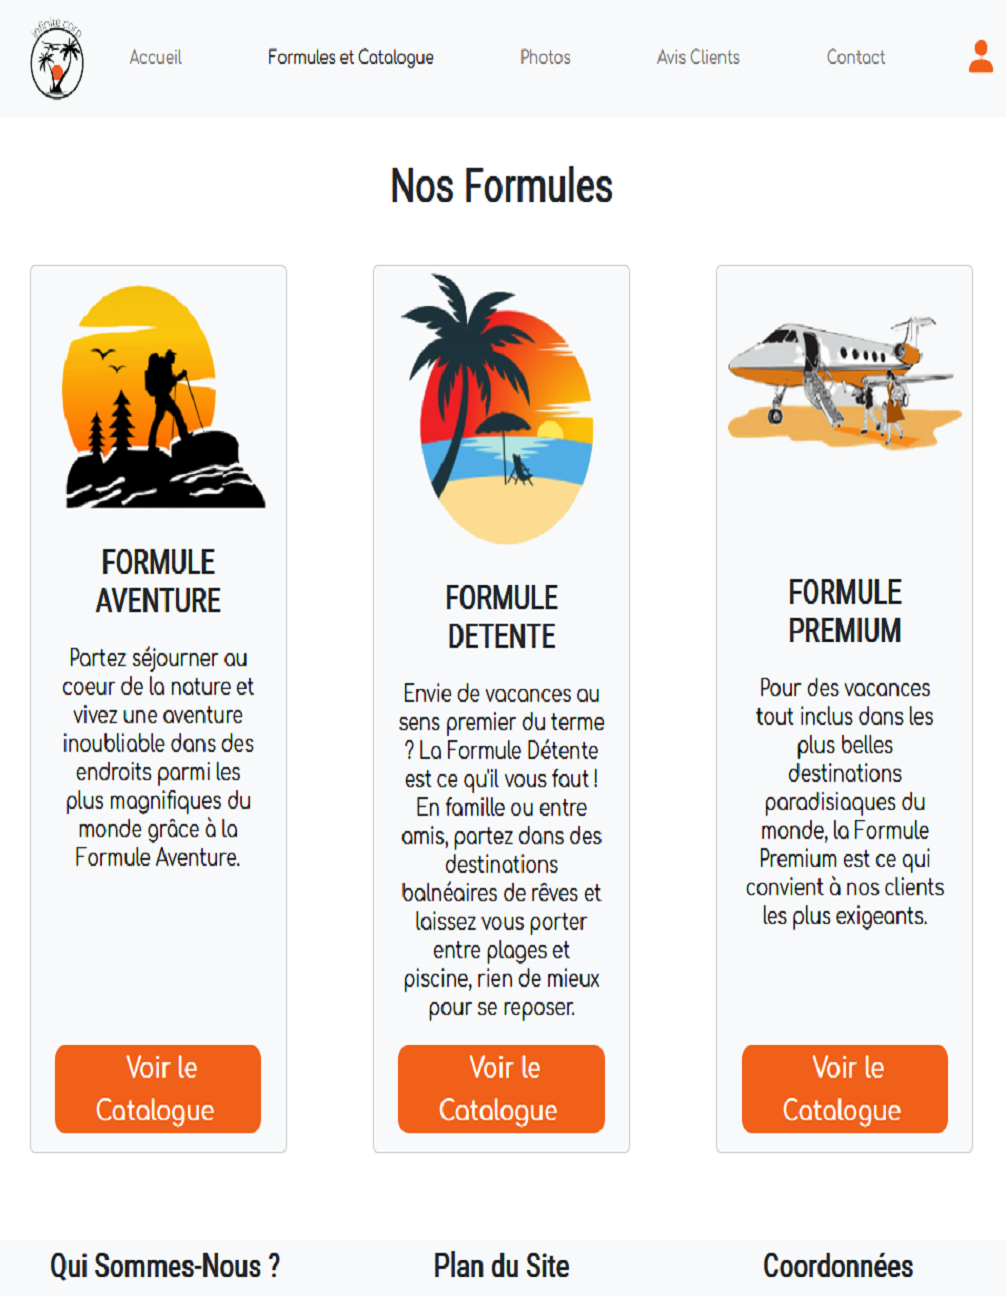 infinite corp
Accueil
Formules et Catalogue
Photos
Avis Clients
Contact
Nos Formules
FORMULE
AVENTURE
Partez séjourner au
coeur de la nature et
vivez une aventure
inoubliable dans des
endroits parmi les
plus magnifiques du
monde grâce à la
Formule Aventure.
Voir le
Catalogue
FORMULE
DETENTE
Envie de vacances au
sens premier du terme
? La Formule Détente
est ce qu'il vous faut !
En famille ou entre
amis, partez dans des
destinations
balnéaires de rêves et
laissez vous porter
entre plages et
piscine, rien de mieux
pour se reposer.
Voir le
Catalogue
FORMULE
PREMIUM
Pour des vacances
tout inclus dans les
plus belles
destinations
paradisiaques du
monde, la Formule
Premium est ce qui
convient à nos clients
les plus exigeants.
Voir le
Catalogue
Qui Sommes-Nous ?
Plan du Site
Coordonnées